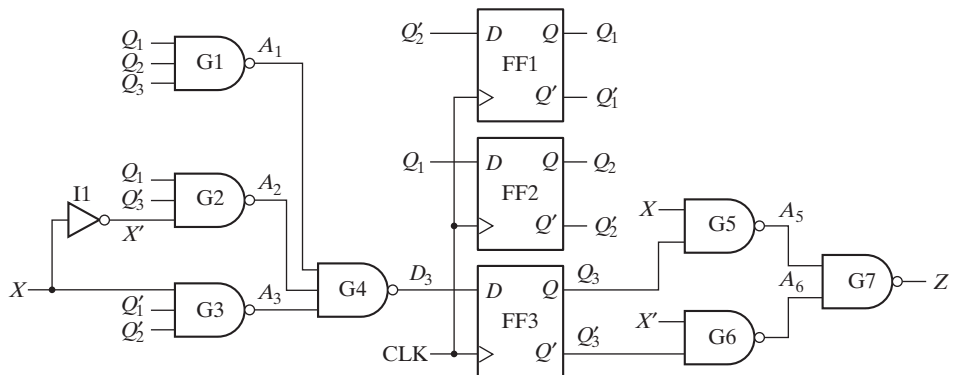 Q₁
Q₂
Q₃
G1
A₁
Q₁
Q₃′
X′
I1
G2
A₂
X
Q₁′
Q₂′
G3
A₃
G4
D₃
Q₂′
D
Q
Q₁
FF1
Q′
Q₁′
Q₁
D
Q
Q₂
FF2
Q′
Q₂′
D
Q
Q₃
FF3
CLK
Q′
Q₃′
X
G5
A₅
X′
G6
A₆
G7
Z